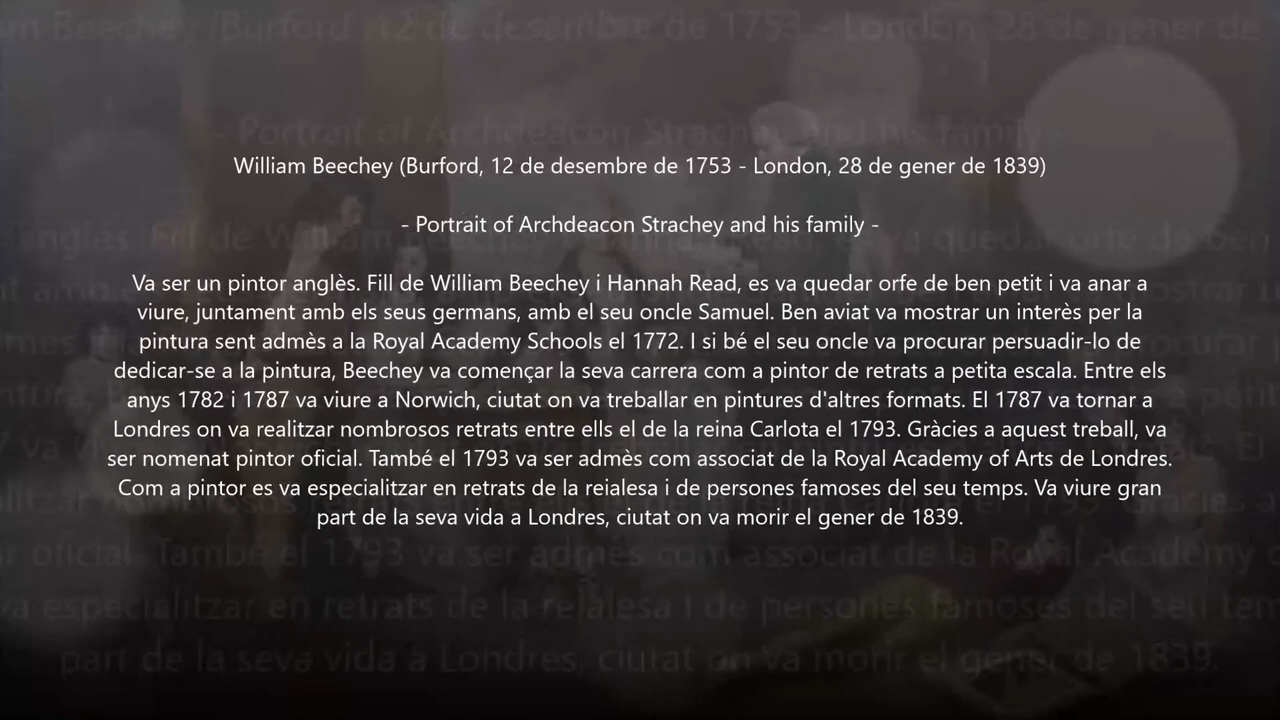 William Beechey (Burford, 12 de desembre de 1753 - London, 28 de gener de 1839)
- Portrait of Archdeacon Strachey and his family -
Va ser un pintor anglès. Fill de William Beechey i Hannah Read, es va quedar orfe de ben petit i va anar a
viure, juntament amb els seus germans, amb el seu oncle Samuel. Ben aviat va mostrar un interès per la
pintura sent admès a la Royal Academy Schools el 1772. I si bé el seu oncle va procurar persuadir-lo de
dedicar-se a la pintura, Beechey va començar la seva carrera com a pintor de retrats a petita escala. Entre els
anys 1782 i 1787 va viure a Norwich, ciutat on va treballar en pintures d'altres formats. El 1787 va tornar a
Londres on va realitzar nombrosos retrats entre ells el de la reina Carlota el 1793. Gràcies a aquest treball, va
ser nomenat pintor oficial. També el 1793 va ser admès com associat de la Royal Academy of Arts de Londres.
Com a pintor es va especialitzar en retrats de la reialesa i de persones famoses del seu temps. Va viure gran
part de la seva vida a Londres, ciutat on va morir el gener de 1839.